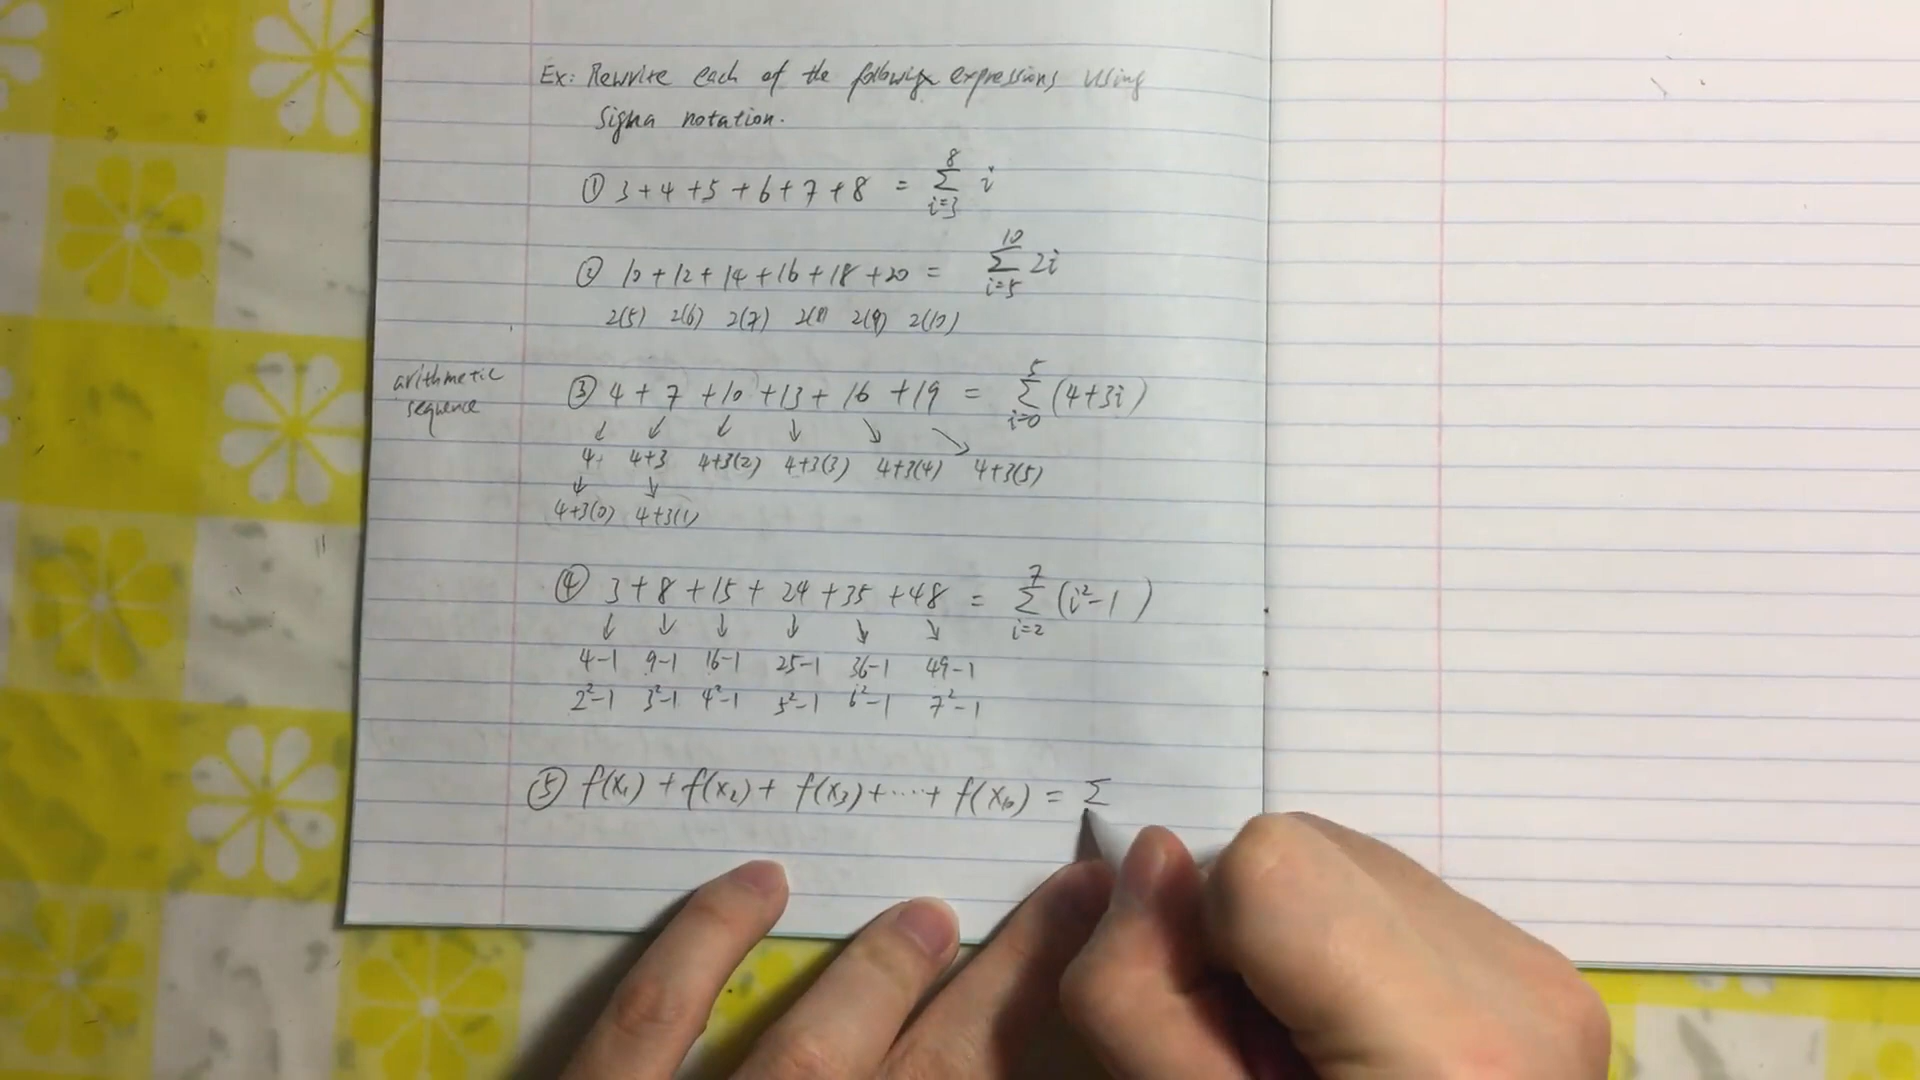 Ex: Rewrite each of the following expressions using
Sigma notation.
① 3+4+5+6+7+8 = \sum_{i=3}^{8} i
② 10+12+14+16+18+20 = \sum_{i=5}^{10} 2i
2(5) 2(6) 2(7) 2(8) 2(9) 2(10)
arithmetic
sequence
③ 4+7+10+13+16+19 = \sum_{i=0}^{5} (4+3i)
↓ ↓ ↓ ↓ ↓ ↓
4 4+3 4+3(2) 4+3(3) 4+3(4) 4+3(5)
↓ ↓
4+3(0) 4+3(1)
④ 3+8+15+24+35+48 = \sum_{i=2}^{7} (i²-1)
↓ ↓ ↓ ↓ ↓ ↓
4-1 9-1 16-1 25-1 36-1 49-1
2²-1 3²-1 4²-1 5²-1 6²-1 7²-1
⑤ f(x₁)+f(x₂)+f(x₃)+····+f(x₁₀) = Σ